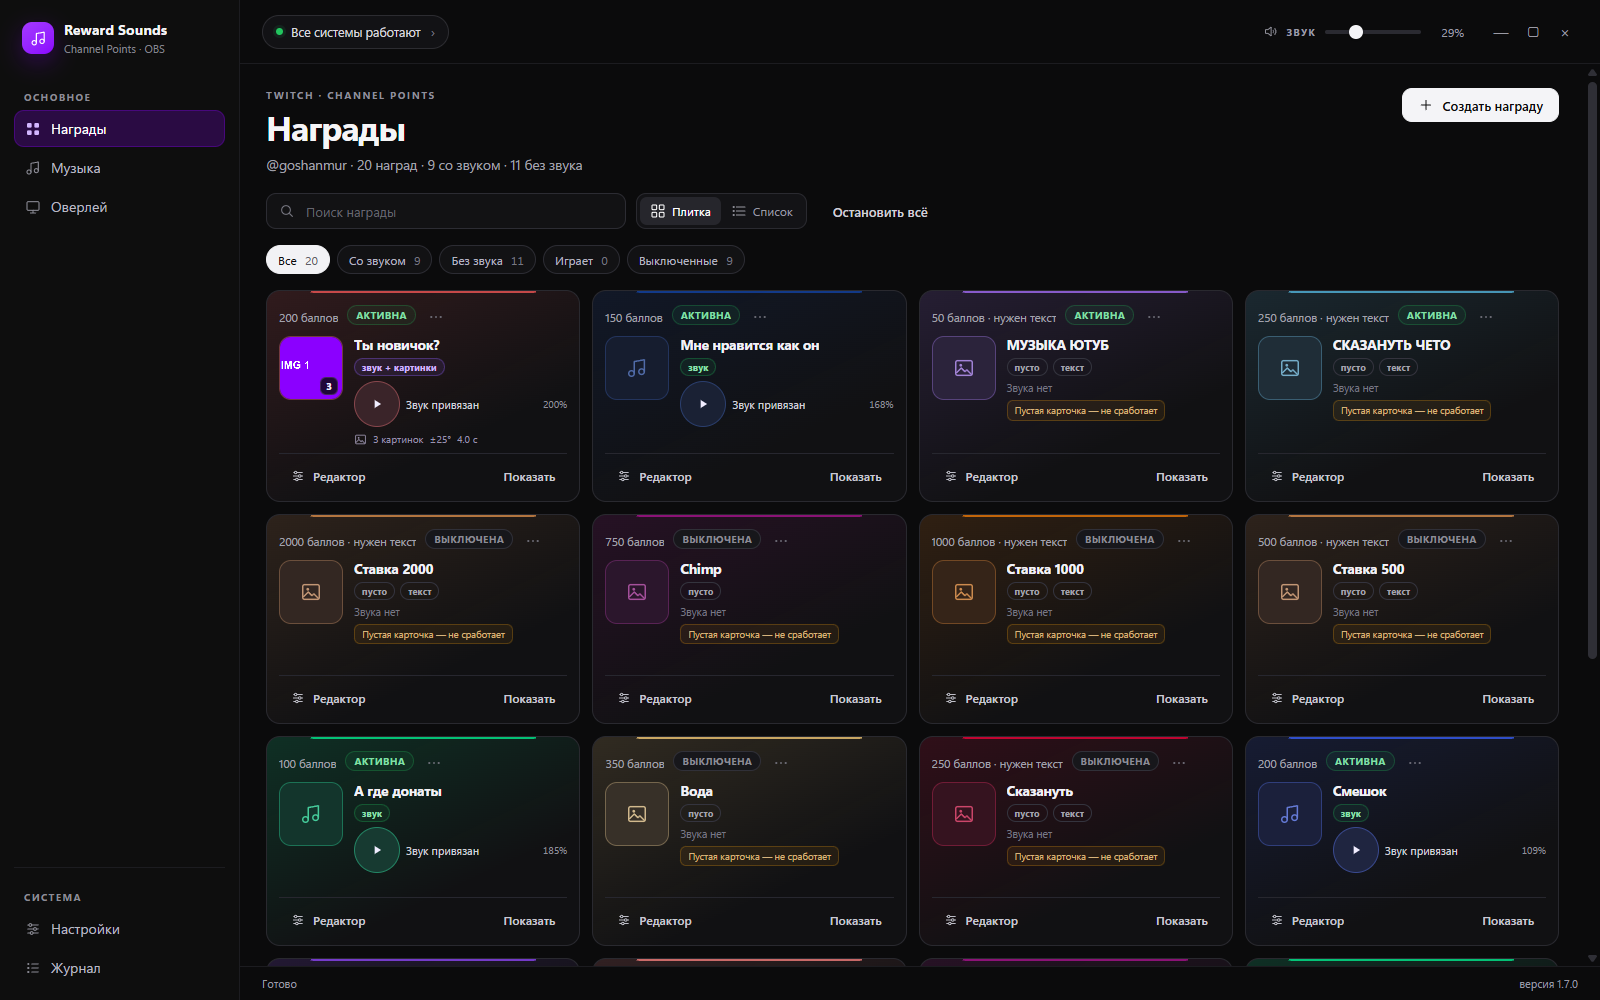 Reward Sounds
Channel Points · OBS
ОСНОВНОЕ
Награды
Музыка
Оверлей
СИСТЕМА
Настройки
Журнал
Все системы работают ›
ЗВУК 29%
TWITCH · CHANNEL POINTS
Награды
@goshanmur · 20 наград · 9 со звуком · 11 без звука
Создать награду
Поиск награды
Плитка Список Остановить всё
Все 20 Со звуком 9 Без звука 11 Играет 0 Выключенные 9
200 баллов АКТИВНА ...
IMG 1
3
Ты новичок?
звук + картинки
Звук привязан 200%
3 картинок ±25° 4.0 с
Редактор Показать
150 баллов АКТИВНА ...
Мне нравится как он
звук
Звук привязан 168%
Редактор Показать
50 баллов · нужен текст АКТИВНА ...
МУЗЫКА ЮТУБ
пусто текст
Звука нет
Пустая карточка — не сработает
Редактор Показать
250 баллов · нужен текст АКТИВНА ...
СКАЗАНУТЬ ЧЕТО
пусто текст
Звука нет
Пустая карточка — не сработает
Редактор Показать
2000 баллов · нужен текст ВЫКЛЮЧЕНА ...
Ставка 2000
пусто текст
Звука нет
Пустая карточка — не сработает
Редактор Показать
750 баллов ВЫКЛЮЧЕНА ...
Chimp
пусто
Звука нет
Пустая карточка — не сработает
Редактор Показать
1000 баллов · нужен текст ВЫКЛЮЧЕНА ...
Ставка 1000
пусто текст
Звука нет
Пустая карточка — не сработает
Редактор Показать
500 баллов · нужен текст ВЫКЛЮЧЕНА ...
Ставка 500
пусто текст
Звука нет
Пустая карточка — не сработает
Редактор Показать
100 баллов АКТИВНА ...
А где донаты
звук
Звук привязан 185%
Редактор Показать
350 баллов ВЫКЛЮЧЕНА ...
Вода
пусто
Звука нет
Пустая карточка — не сработает
Редактор Показать
250 баллов · нужен текст ВЫКЛЮЧЕНА ...
Сказануть
пусто текст
Звука нет
Пустая карточка — не сработает
Редактор Показать
200 баллов АКТИВНА ...
Смешок
звук
Звук привязан 109%
Редактор Показать
Готово
версия 1.7.0